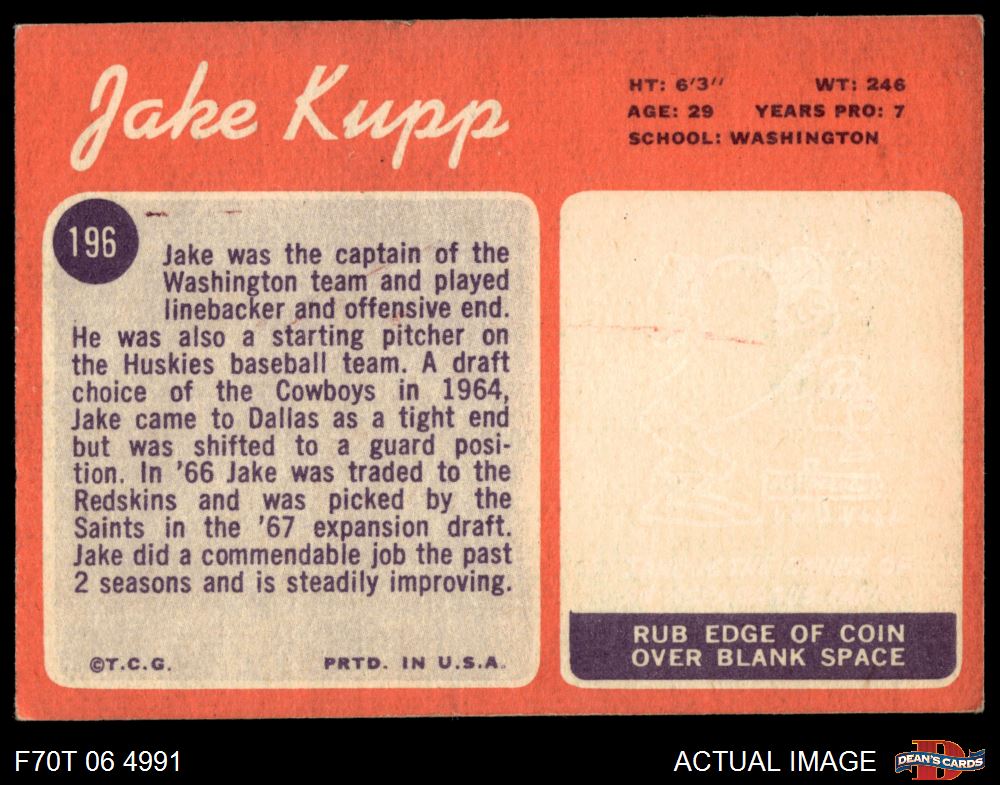 Jake Kupp
HT: 6'3" WT: 246
AGE: 29 YEARS PRO: 7
SCHOOL: WASHINGTON
196
Jake was the captain of the
Washington team and played
linebacker and offensive end.
He was also a starting pitcher on
the Huskies baseball team. A draft
choice of the Cowboys in 1964,
Jake came to Dallas as a tight end
but was shifted to a guard posi-
tion. In '66 Jake was traded to the
Redskins and was picked by the
Saints in the '67 expansion draft.
Jake did a commendable job the past
2 seasons and is steadily improving.
©T.C.G. PRTD. IN U.S.A.
RUB EDGE OF COIN
OVER BLANK SPACE
F70T 06 4991
ACTUAL IMAGE
DEAN'S CARDS